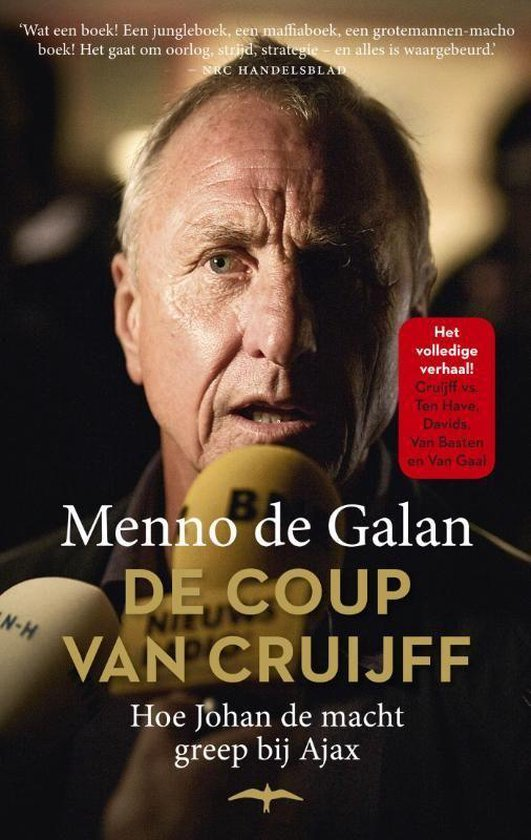 ‘Wat een boek! Een jungleboek, een maffiaboek, een grotemannen-macho
boek! Het gaat om oorlog, strijd, strategie – en alles is waargebeurd.’
– NRC HANDELSBLAD
Het
volledige
verhaal!
Cruijff vs.
Ten Have,
Davids,
Van Basten
en Van Gaal
Menno de Galan
DE COUP
VAN CRUIJFF
Hoe Johan de macht
greep bij Ajax
N-H
NIEUWS